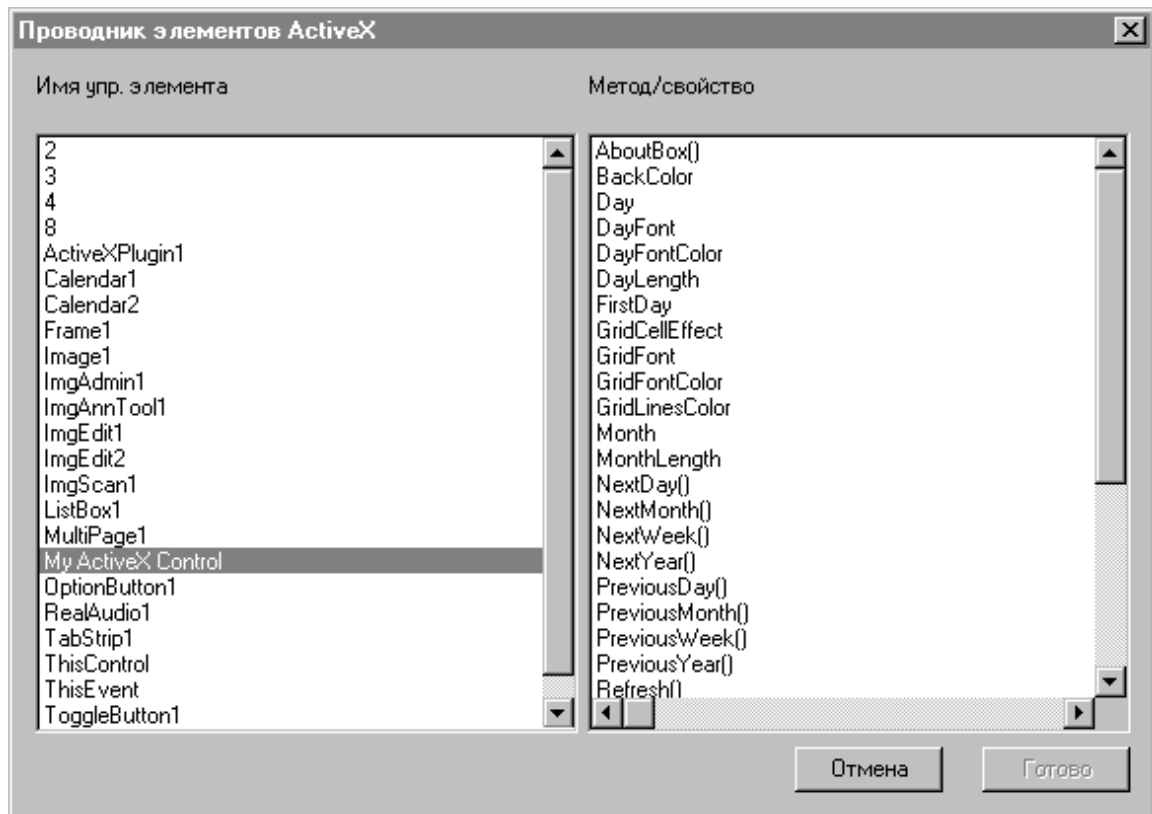 Проводник элементов ActiveX
Имя упр. элемента
2
3
4
8
ActiveXPlugin1
Calendar1
Calendar2
Frame1
Image1
ImgAdmin1
ImgAnnTool1
ImgEdit1
ImgEdit2
ImgScan1
ListBox1
MultiPage1
My ActiveX Control
OptionButton1
RealAudio1
TabStrip1
ThisControl
ThisEvent
ToggleButton1
Метод/свойство
AboutBox()
BackColor
Day
DayFont
DayFontColor
DayLength
FirstDay
GridCellEffect
GridFont
GridFontColor
GridLinesColor
Month
MonthLength
NextDay()
NextMonth()
NextWeek()
NextYear()
PreviousDay()
PreviousMonth()
PreviousWeek()
PreviousYear()
Refresh()
Отмена
Готово